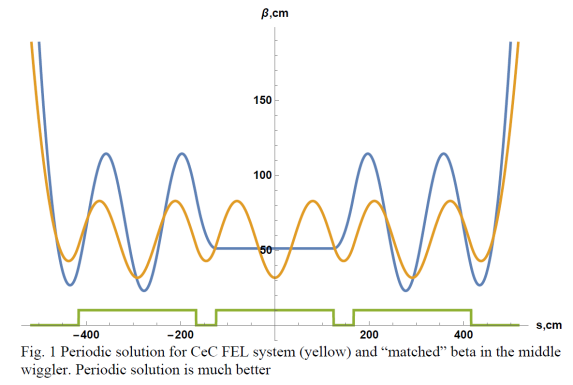 β,cm
150
100
50
−400
−200
200
400
s,cm
Fig. 1 Periodic solution for CeC FEL system (yellow) and “matched” beta in the middle
wiggler. Periodic solution is much better